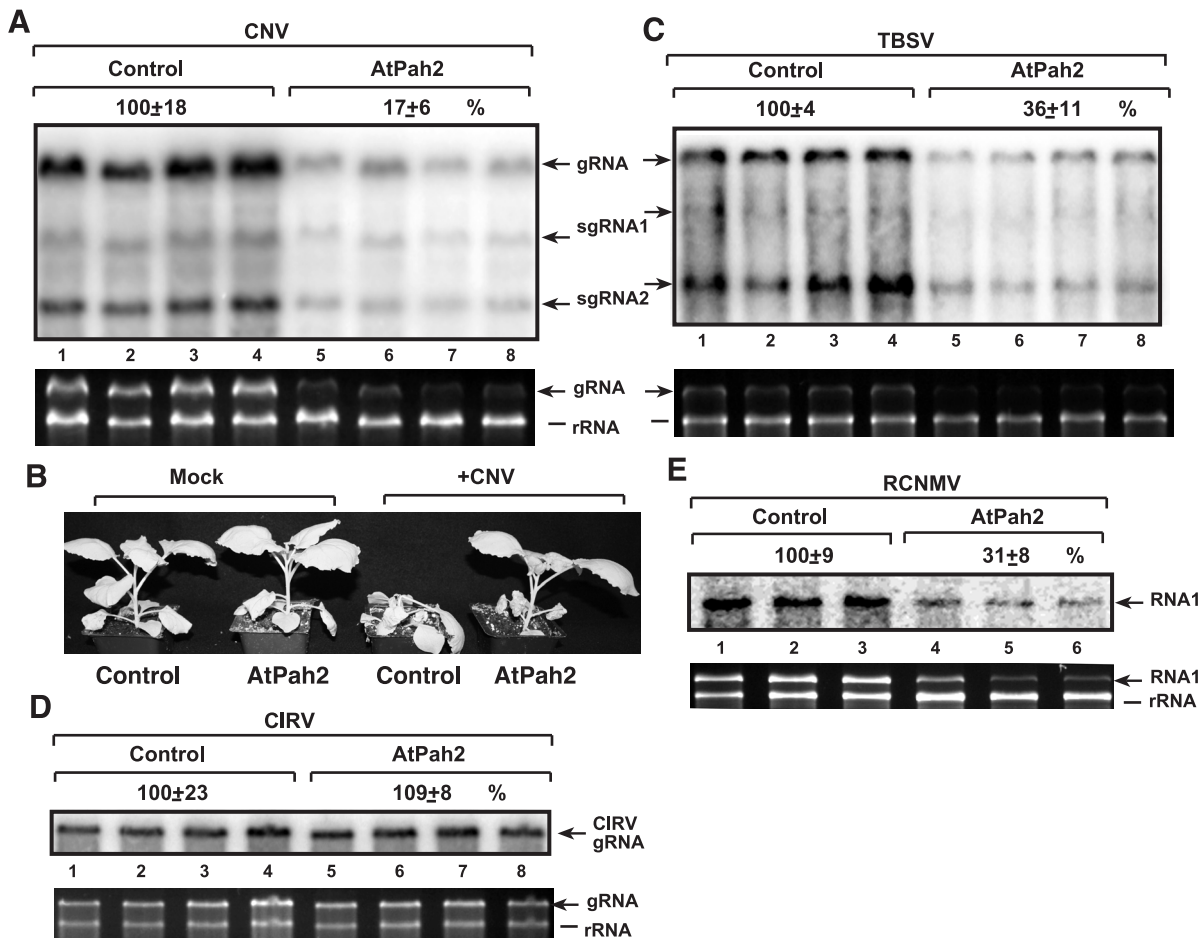 A
CNV
Control AtPah2
100±18 17±6 %
gRNA
sgRNA1
sgRNA2
1 2 3 4 5 6 7 8
gRNA
rRNA
C
TBSV
Control AtPah2
100±4 36±11 %
1 2 3 4 5 6 7 8
B
Mock +CNV
Control AtPah2 Control AtPah2
E
RCNMV
Control AtPah2
100±9 31±8 %
RNA1
1 2 3 4 5 6
RNA1
rRNA
D
CIRV
Control AtPah2
100±23 109±8 %
CIRV
gRNA
1 2 3 4 5 6 7 8
gRNA
rRNA